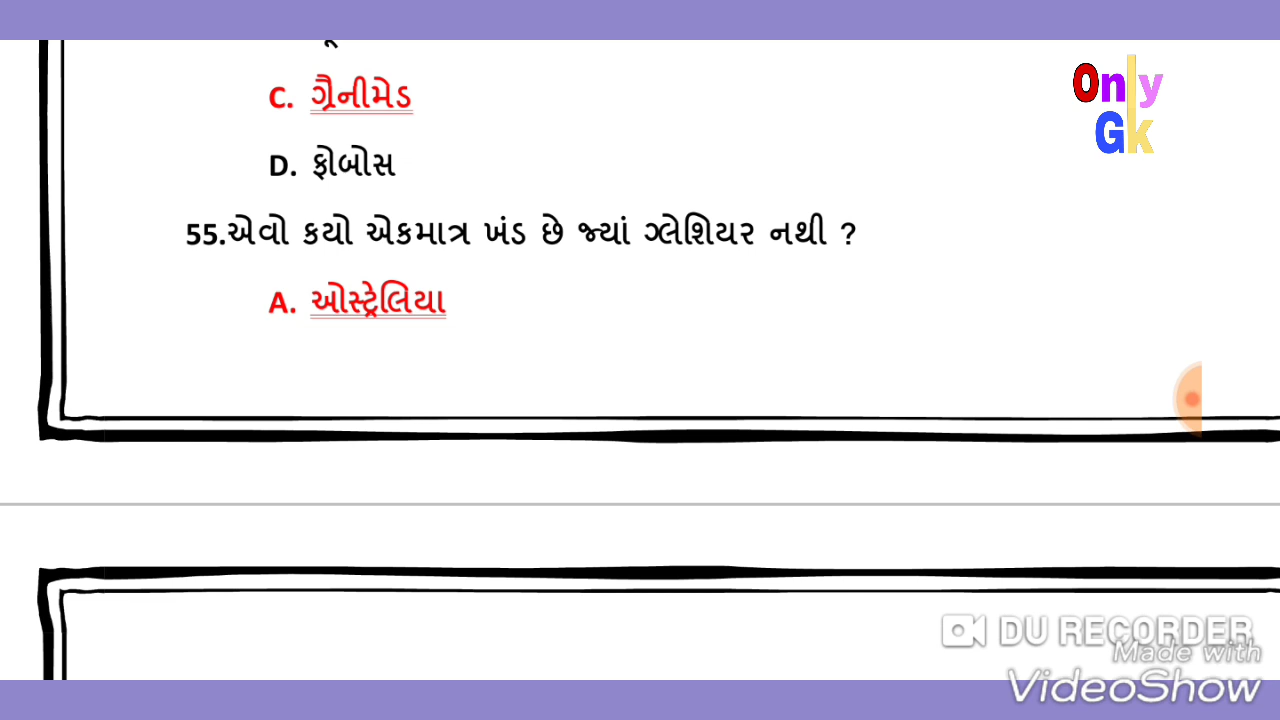 C. ગ્રૈનીમેડ
D. ફોબોસ
55.એવો કયો એકમાત્ર ખંડ છે જ્યાં ગ્લેશિયર નથી ?
A. ઓસ્ટ્રેલિયા
Only
Gk
DU RECORDER
Made with
VideoShow